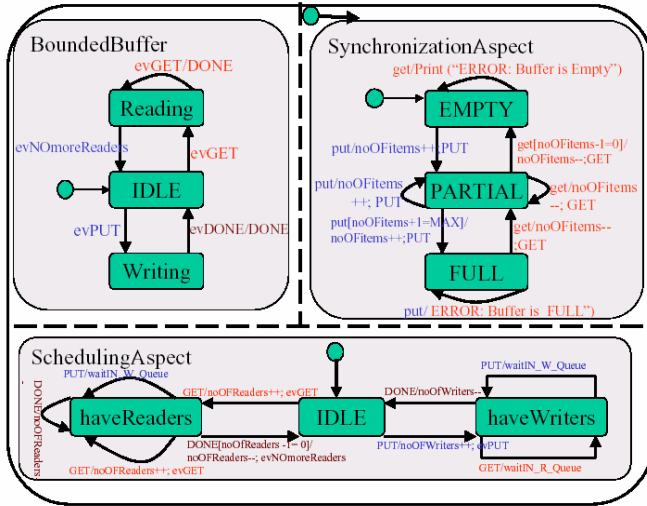 BoundedBuffer
evGET/DONE
Reading
evNOmoreReaders
evGET
IDLE
evPUT
evDONE/DONE
Writing
SynchronizationAspect
get/Print (“ERROR: Buffer is Empty”)
EMPTY
put/noOFitems++;PUT
get[noOFitems-1=0]/
noOFitems--;GET
put/noOFitems
++; PUT
PARTIAL
get/noOFitems
--; GET
put[noOFitems+1=MAX]/
noOFitems++;PUT
get/noOFitems--
;GET
FULL
put/ ERROR: Buffer is FULL”)
SchedulingAspect
PUT/waitIN_W_Queue
DONE/noOFReaders
haveReaders
GET/noOFReaders++; evGET
GET/noOFReaders++; evGET
DONE[noOfReaders -1= 0]/
noOFReaders--; evNOmoreReaders
IDLE
DONE/noOfWriters--
PUT/noOFWriters++; evPUT
PUT/waitIN_W_Queue
haveWriters
GET/waitIN_R_Queue